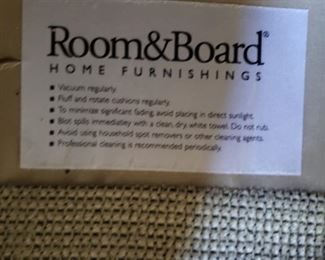 Room&Board®
HOME FURNISHINGS
■ Vacuum regularly.
■ Fluff and rotate cushions regularly.
■ To minimize significant fading, avoid placing in direct sunlight.
■ Blot spills immediatley with a clean, dry, white towel. Do not rub.
■ Avoid using household spot removers or other cleaning agents.
■ Professional cleaning is recommended periodically.